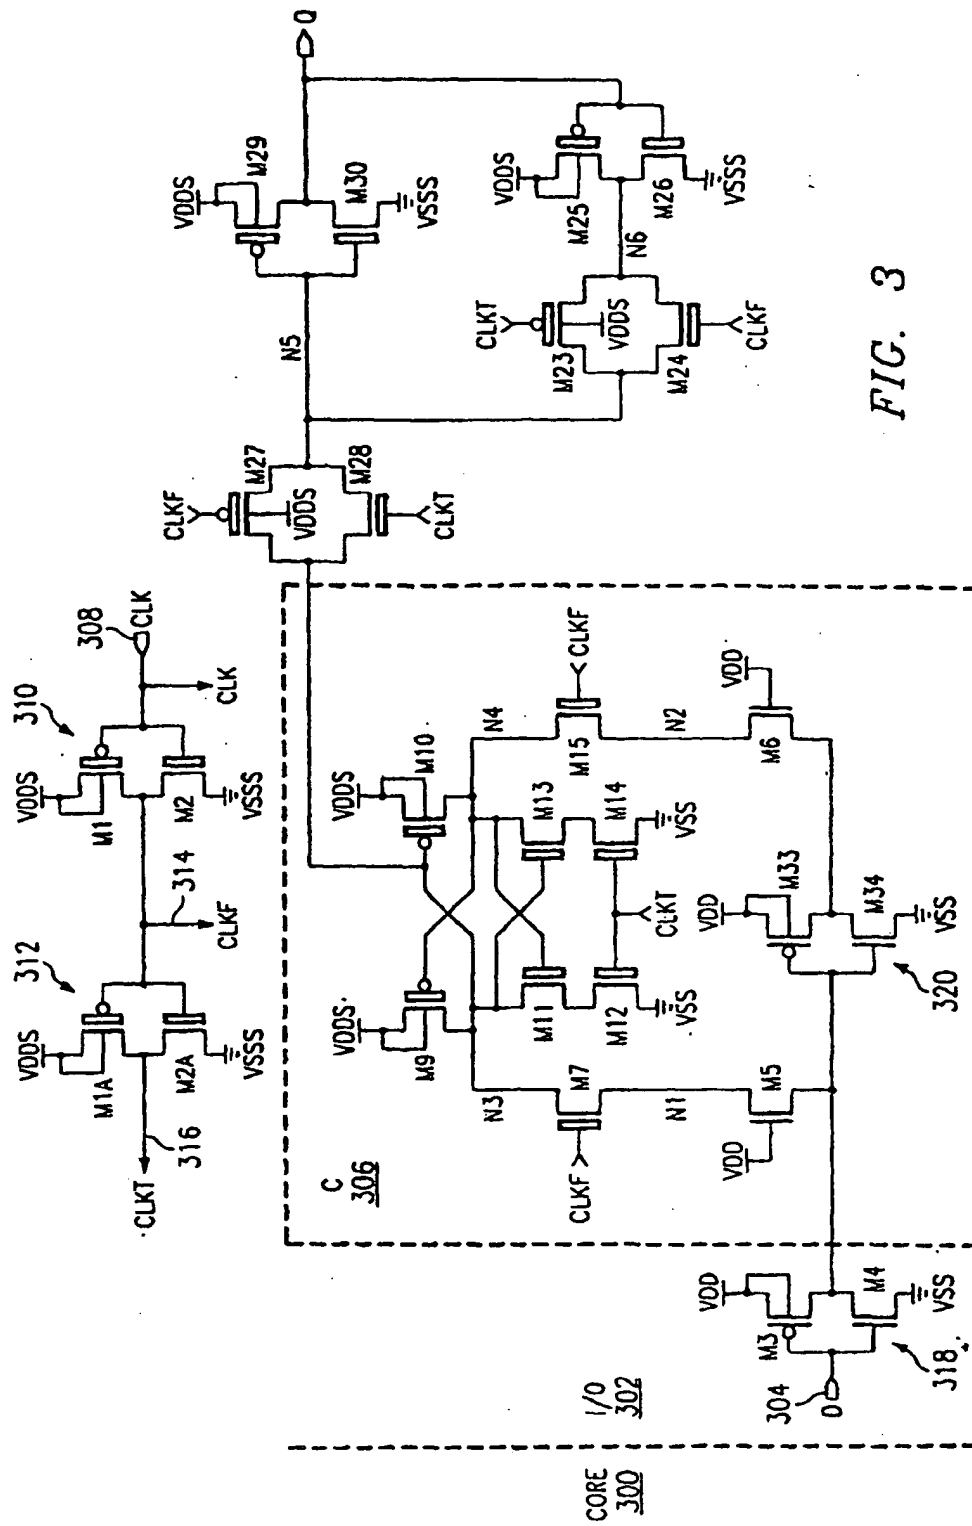 VDDS
312
M1A
M2A
VSSS
CLKT
316
VDDS
310
M1
M2
VSSS
314
CLKF
308
CLK
CLK
CORE
300
I/O
302
304
D
VDD
M3
M4
VSS
318
C
306
VDDS
M9
VDDS
M10
N3
N4
M11
M12
VSS
M13
M14
VSS
CLKT
CLKF
M7
M15
CLKF
N1
N2
VDD
M5
VDD
M33
M34
VSS
320
VDD
M6
CLKF
M27
VDDS
M28
CLKT
N5
VDDS
M29
M30
VSSS
Q
CLKT
M23
VDDS
M24
CLKF
N6
VDDS
M25
M26
VSSS
FIG. 3